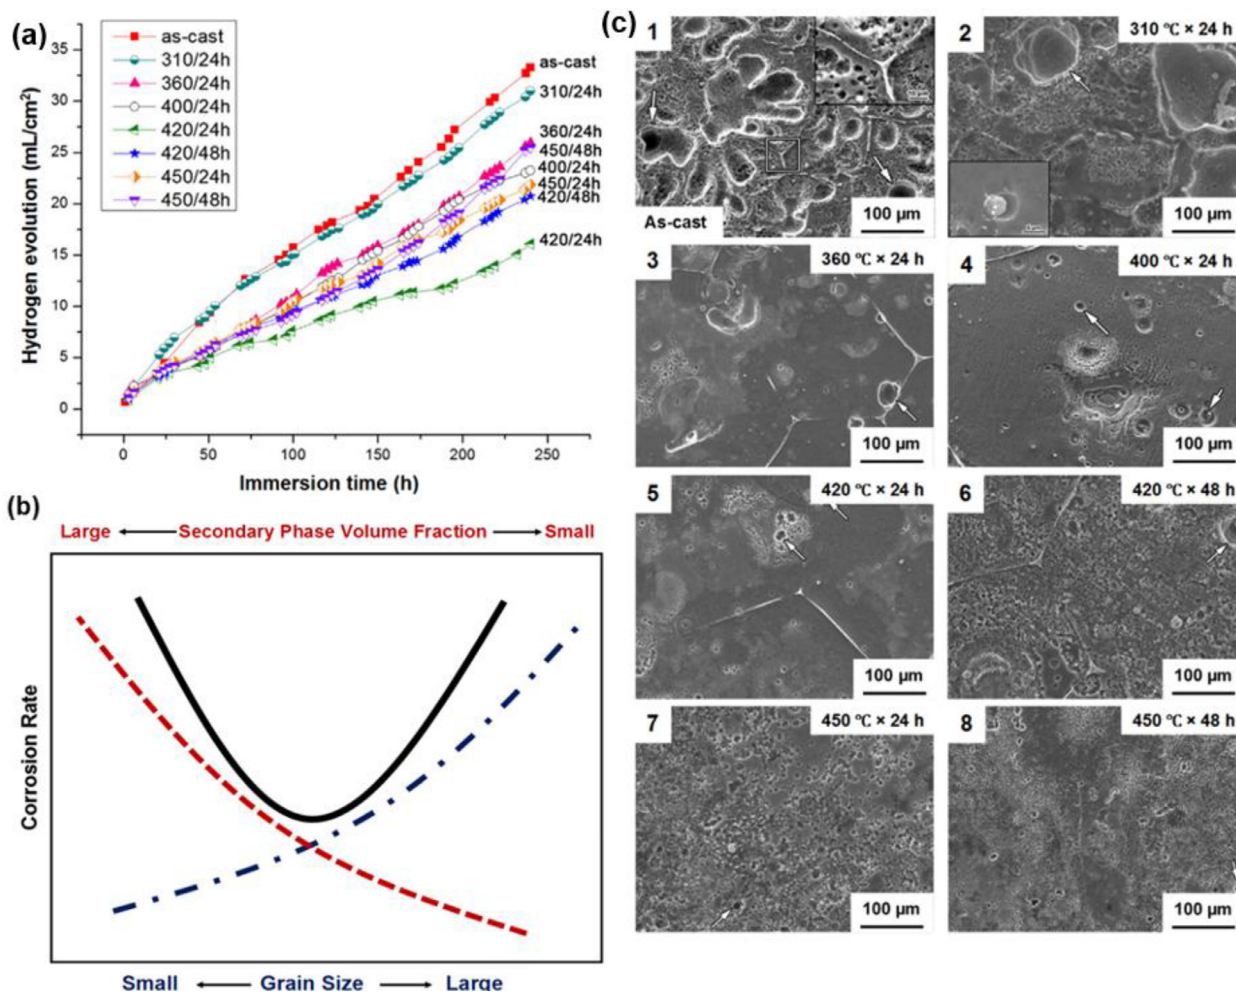 (a)
Hydrogen evolution (mL/cm²)
35
30
25
20
15
10
5
0
as-cast
310/24h
360/24h
400/24h
420/24h
420/48h
450/24h
450/48h
as-cast
310/24h
360/24h
450/48h
400/24h
450/24h
420/48h
420/24h
0 50 100 150 200 250
Immersion time (h)
(b)
Large Secondary Phase Volume Fraction Small
Corrosion Rate
Small Grain Size Large
(c)
1
As-cast
100 µm
2
310 ℃ × 24 h
100 µm
3
360 ℃ × 24 h
100 µm
4
400 ℃ × 24 h
100 µm
5
420 ℃ × 24 h
100 µm
6
420 ℃ × 48 h
100 µm
7
450 ℃ × 24 h
100 µm
8
450 ℃ × 48 h
100 µm